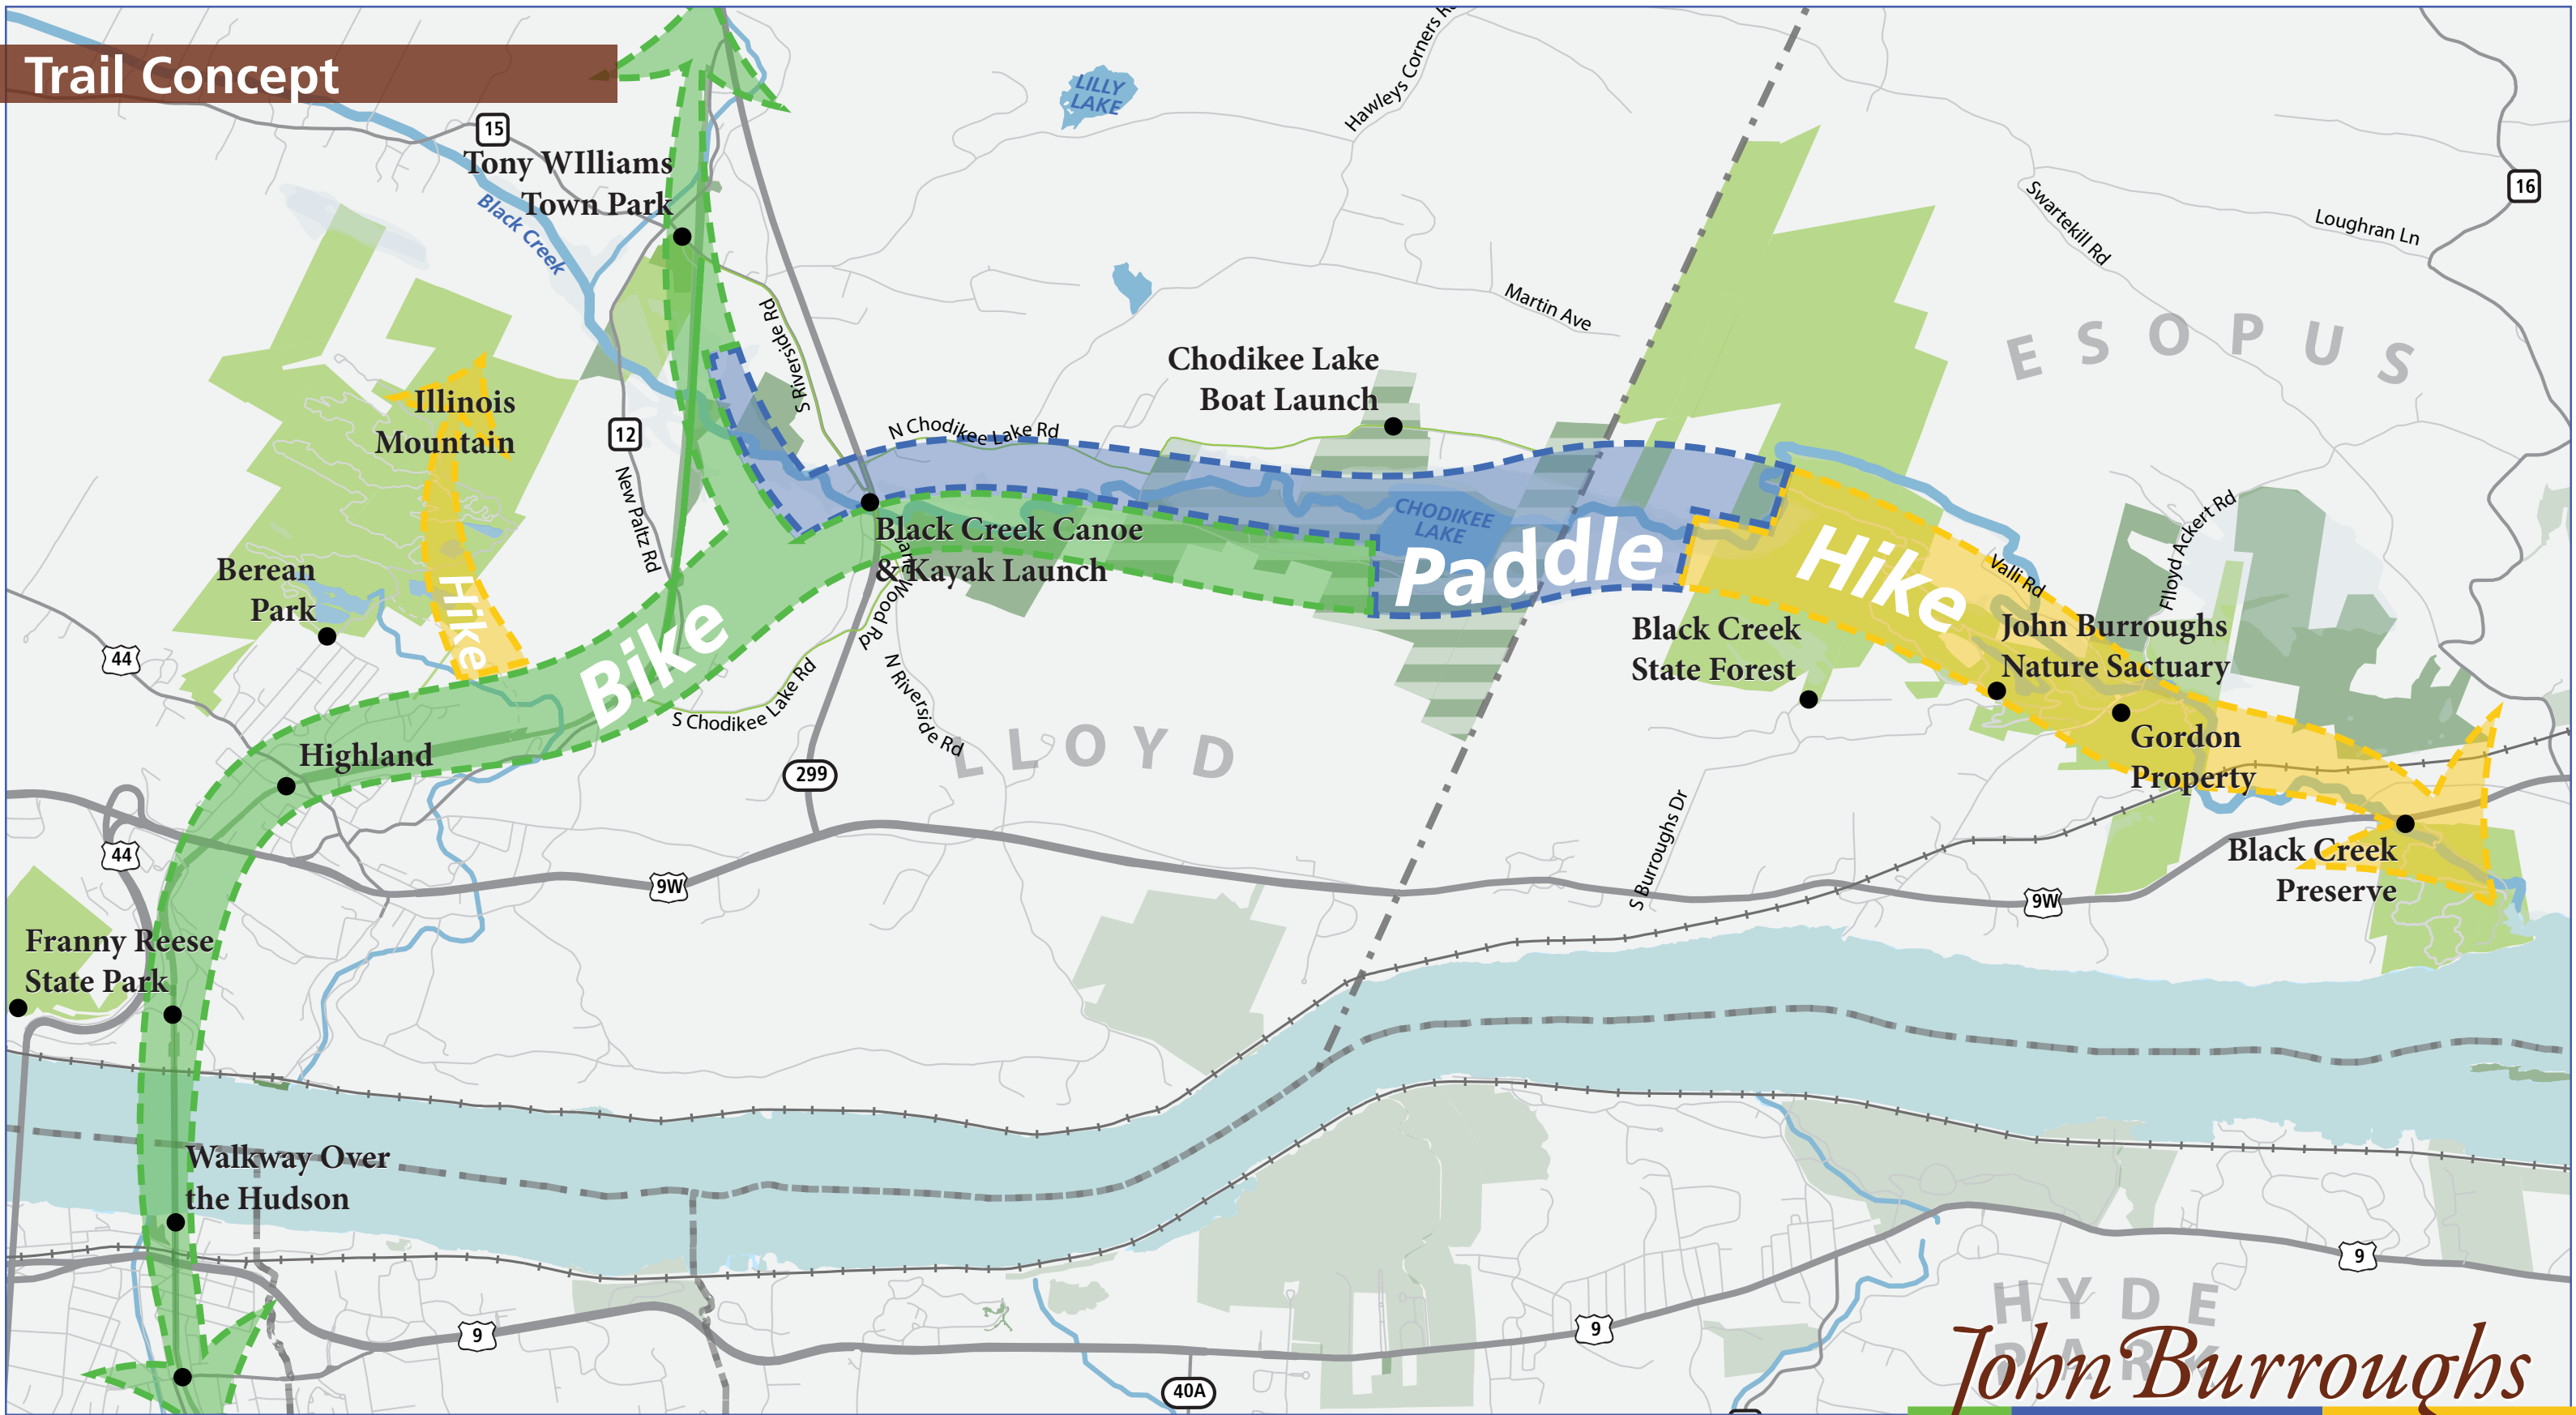 Trail Concept
LILLY
LAKE
Hawleys Corners Rd
15
Tony WIlliams
Town Park
Black Creek
16
Swartekill Rd
Loughran Ln
S Riverside Rd
Martin Ave
ESOPUS
Chodikee Lake
Boat Launch
Illinois
Mountain
12
N Chodikee Lake Rd
New Paltz Rd
CHODIKEE
LAKE
Black Creek Canoe
& Kayak Launch
Paddle
Hike
Flloyd Ackert Rd
Valli Rd
Berean
Park
Hike
Wood Rd
Bike
Black Creek
State Forest
John Burroughs
Nature Sactuary
44
S Chodikee Lake Rd
N Riverside Rd
LLOYD
Gordon
Property
Highland
299
44
9W
S Burroughs Dr
Black Creek
Preserve
9W
Franny Reese
State Park
Walkway Over
the Hudson
9
9
9
HYDE
PARK
40A
John Burroughs